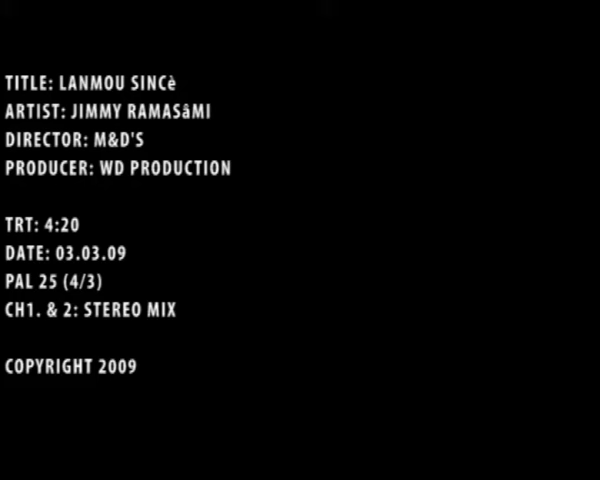 TITLE: LANMOU SINCè
ARTIST: JIMMY RAMASâMI
DIRECTOR: M&D'S
PRODUCER: WD PRODUCTION
TRT: 4:20
DATE: 03.03.09
PAL 25 (4/3)
CH1. & 2: STEREO MIX
COPYRIGHT 2009